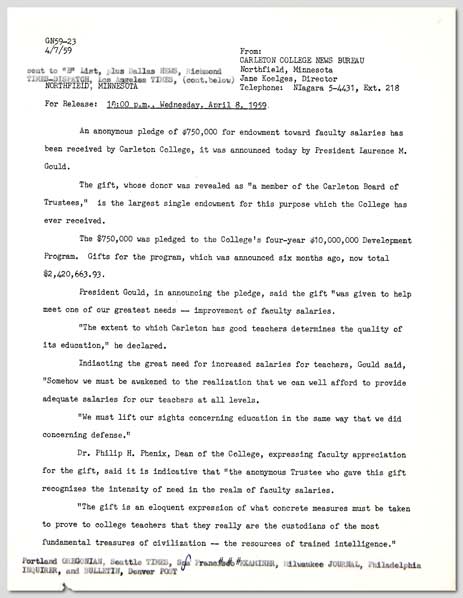 GN59-23
4/7/59
From:
CARLETON COLLEGE NEWS BUREAU
Northfield, Minnesota
Jane Koelges, Director
Telephone: NIagara 5-4431, Ext. 218
sent to "B" List, plus Dallas NEWS, Richmond
TIMES-DISPATCH, Los Angeles TIMES, (cont.below)
NORTHFIELD, MINNESOTA
For Release: 10:00 p.m., Wednesday, April 8, 1959.
An anonymous pledge of $750,000 for endowment toward faculty salaries has
been received by Carleton College, it was announced today by President Laurence M.
Gould.
The gift, whose donor was revealed as "a member of the Carleton Board of
Trustees," is the largest single endowment for this purpose which the College has
ever received.
The $750,000 was pledged to the College's four-year $10,000,000 Development
Program. Gifts for the program, which was announced six months ago, now total
$2,420,663.93.
President Gould, in announcing the pledge, said the gift "was given to help
meet one of our greatest needs -- improvement of faculty salaries.
"The extent to which Carleton has good teachers determines the quality of
its education," he declared.
Indiacting the great need for increased salaries for teachers, Gould said,
"Somehow we must be awakened to the realization that we can well afford to provide
adequate salaries for our teachers at all levels.
"We must lift our sights concerning education in the same way that we did
concerning defense."
Dr. Philip H. Phenix, Dean of the College, expressing faculty appreciation
for the gift, said it is indicative that "the anonymous Trustee who gave this gift
recognizes the intensity of need in the realm of faculty salaries.
"The gift is an eloquent expression of what concrete measures must be taken
to prove to college teachers that they really are the custodians of the most
fundamental treasures of civilization -- the resources of trained intelligence."
Portland OREGONIAN, Seattle TIMES, San Francisco EXAMINER, Milwaukee JOURNAL, Philadelphia
INQUIRER, and BULLETIN, Denver POST